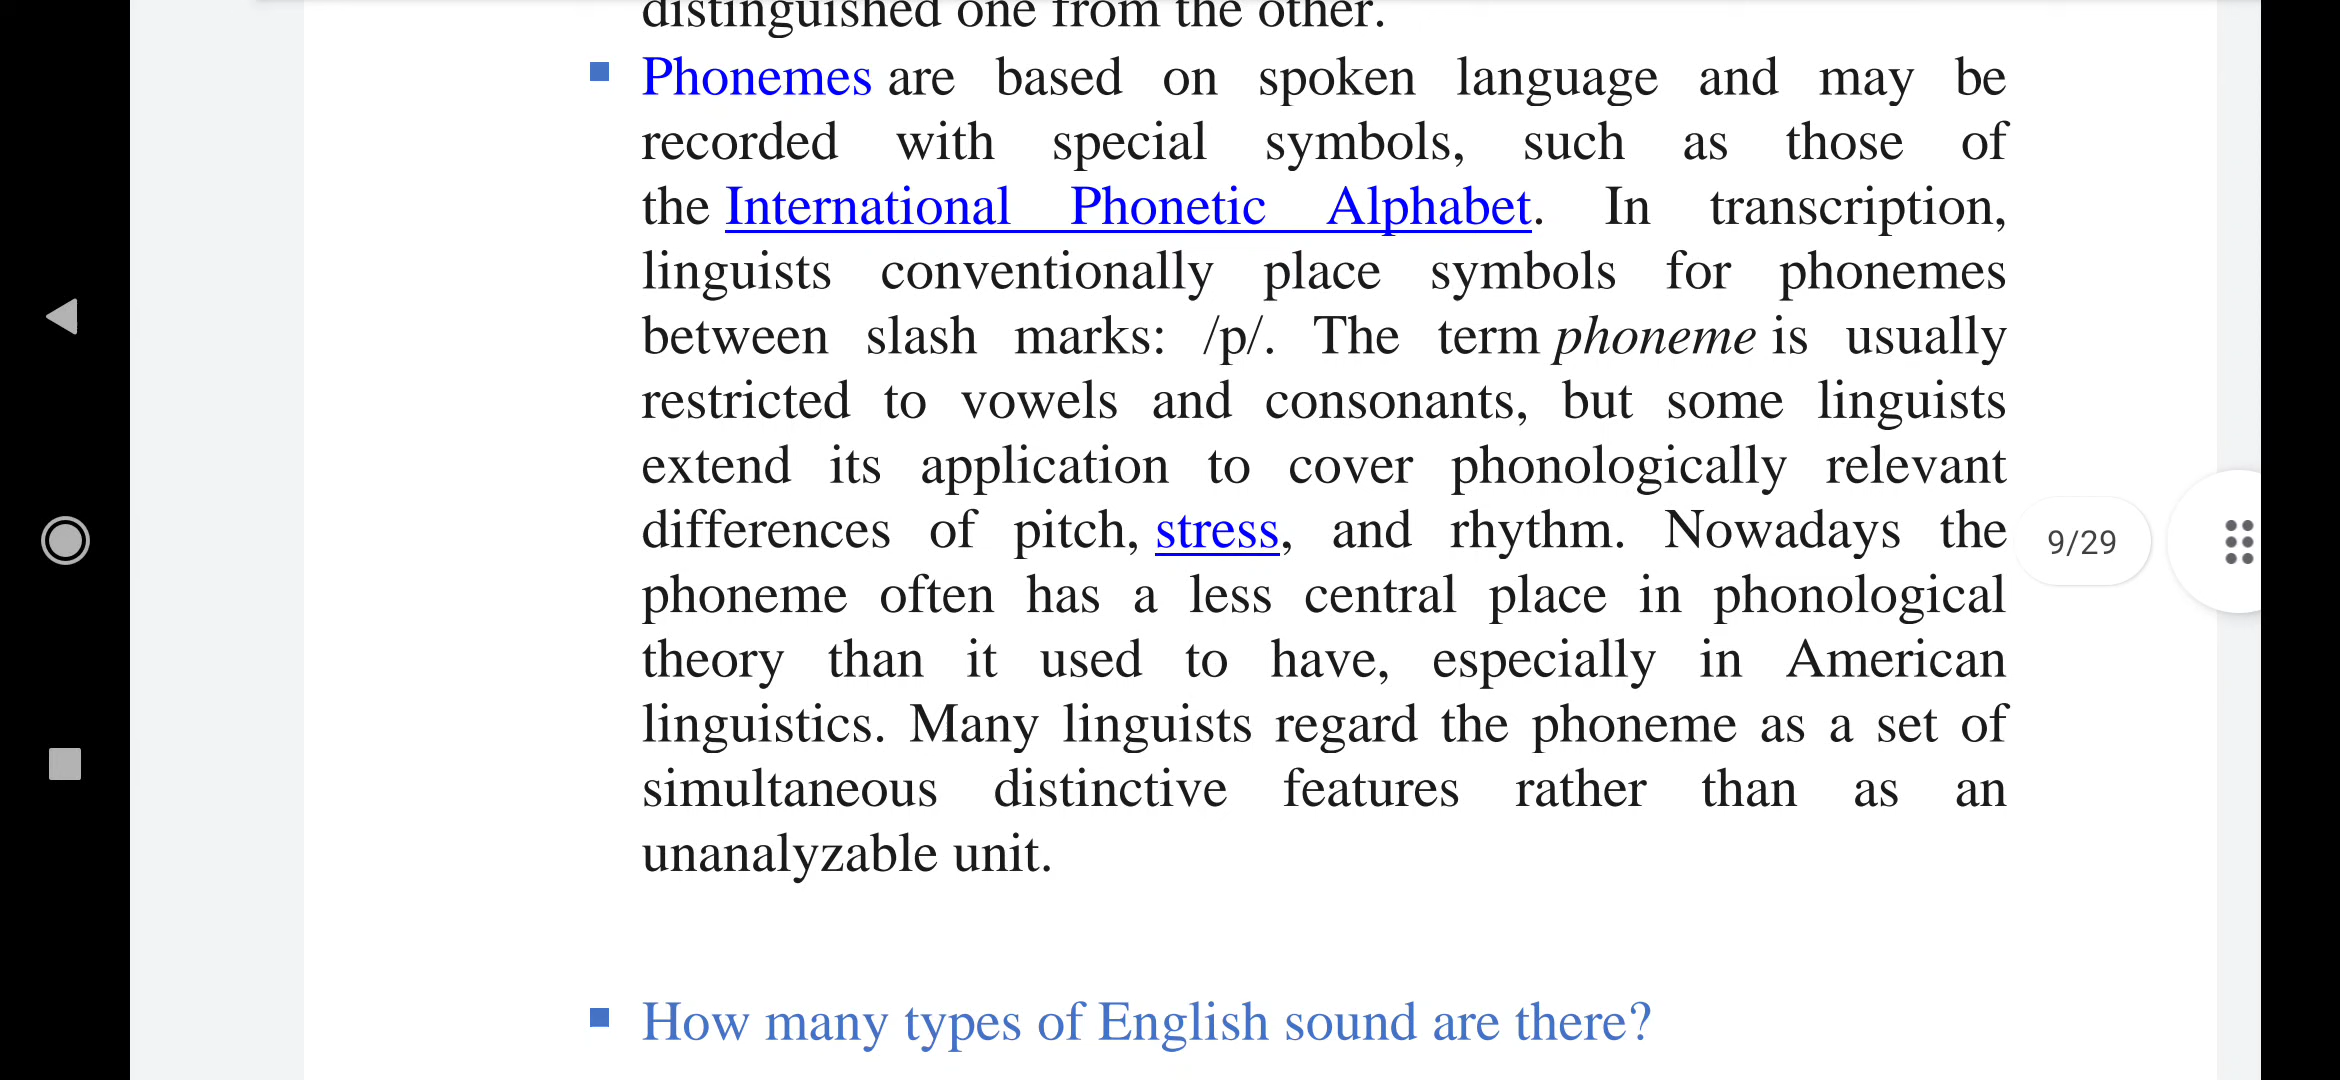 distinguished one from the other.
Phonemes are based on spoken language and may be
recorded with special symbols, such as those of
the International Phonetic Alphabet. In transcription,
linguists conventionally place symbols for phonemes
between slash marks: /p/. The term phoneme is usually
restricted to vowels and consonants, but some linguists
extend its application to cover phonologically relevant
differences of pitch, stress, and rhythm. Nowadays the
phoneme often has a less central place in phonological
theory than it used to have, especially in American
linguistics. Many linguists regard the phoneme as a set of
simultaneous distinctive features rather than as an
unanalyzable unit.
How many types of English sound are there?
9/29